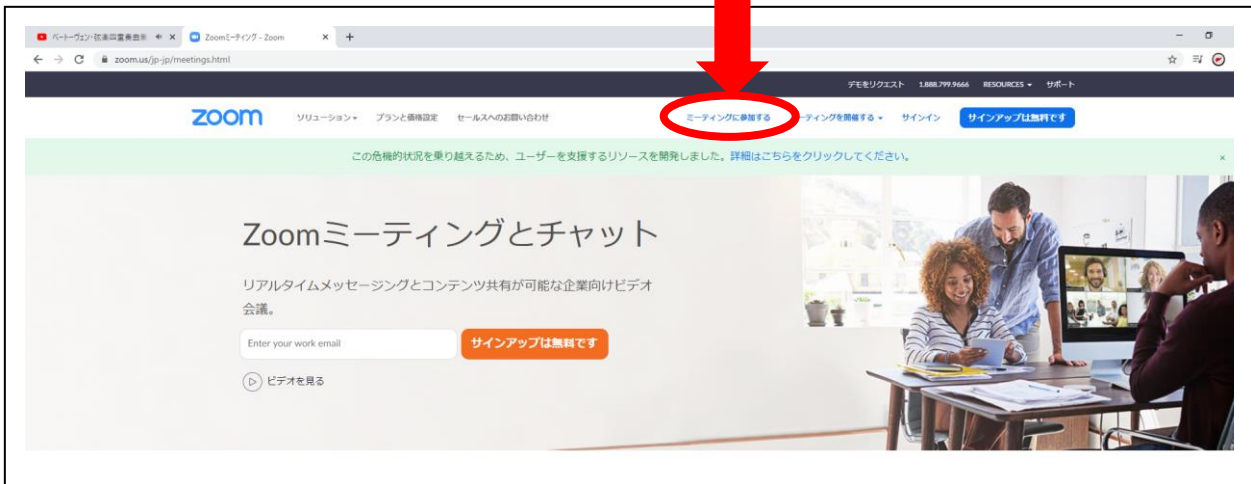 ベートーヴェン・弦楽四重奏曲第
Zoomミーティング - Zoom
zoom.us/jp-jp/meetings.html
デモをリクエスト 1.888.799.9666 RESOURCES サポート
zoom ソリューション プランと価格設定 セールスへのお問い合わせ ミーティングに参加する ーティングを開催する サインイン サインアップは無料です
この危機的状況を乗り越えるため、ユーザーを支援するリソースを開発しました。詳細はこちらをクリックしてください。
Zoomミーティングとチャット
リアルタイムメッセージングとコンテンツ共有が可能な企業向けビデオ
会議。
Enter your work email サインアップは無料です
ビデオを見る